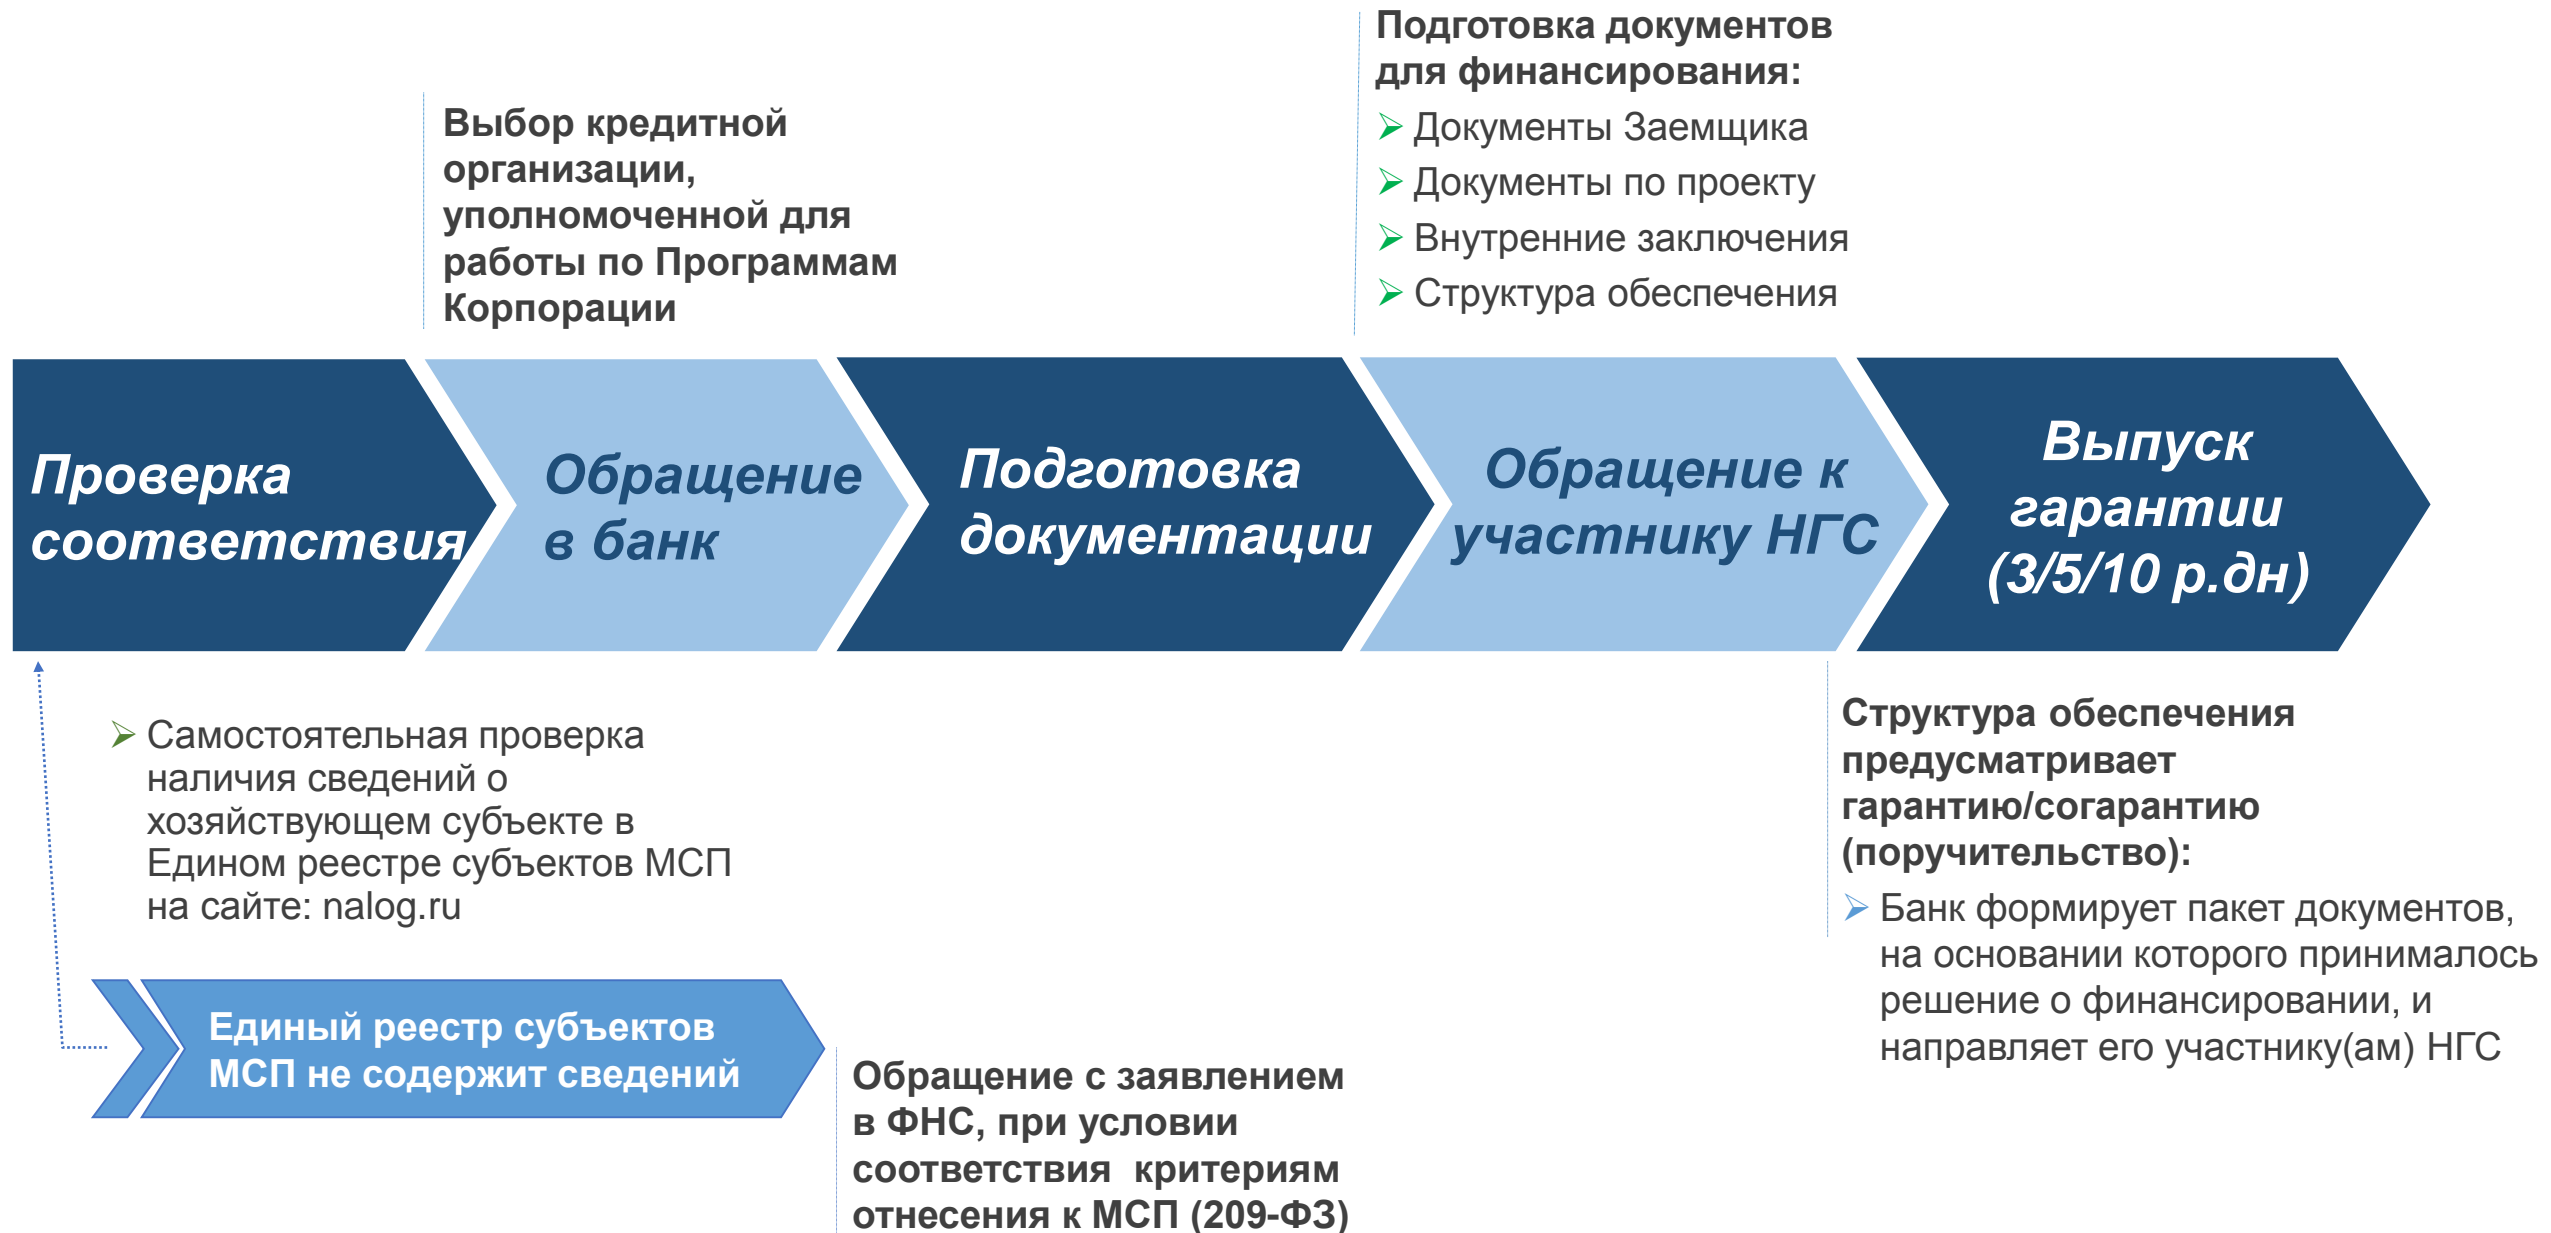 Подготовка документов
для финансирования:
Документы Заемщика
Документы по проекту
Внутренние заключения
Структура обеспечения
Выбор кредитной
организации,
уполномоченной для
работы по Программам
Корпорации
Проверка
соответствия
Обращение
в банк
Подготовка
документации
Обращение к
участнику НГС
Выпуск
гарантии
(3/5/10 р.дн)
Самостоятельная проверка
наличия сведений о
хозяйствующем субъекте в
Едином реестре субъектов МСП
на сайте: nalog.ru
Единый реестр субъектов
МСП не содержит сведений
Обращение с заявлением
в ФНС, при условии
соответствия критериям
отнесения к МСП (209-ФЗ)
Структура обеспечения
предусматривает
гарантию/согарантию
(поручительство):
Банк формирует пакет документов,
на основании которого принималось
решение о финансировании, и
направляет его участнику(ам) НГС